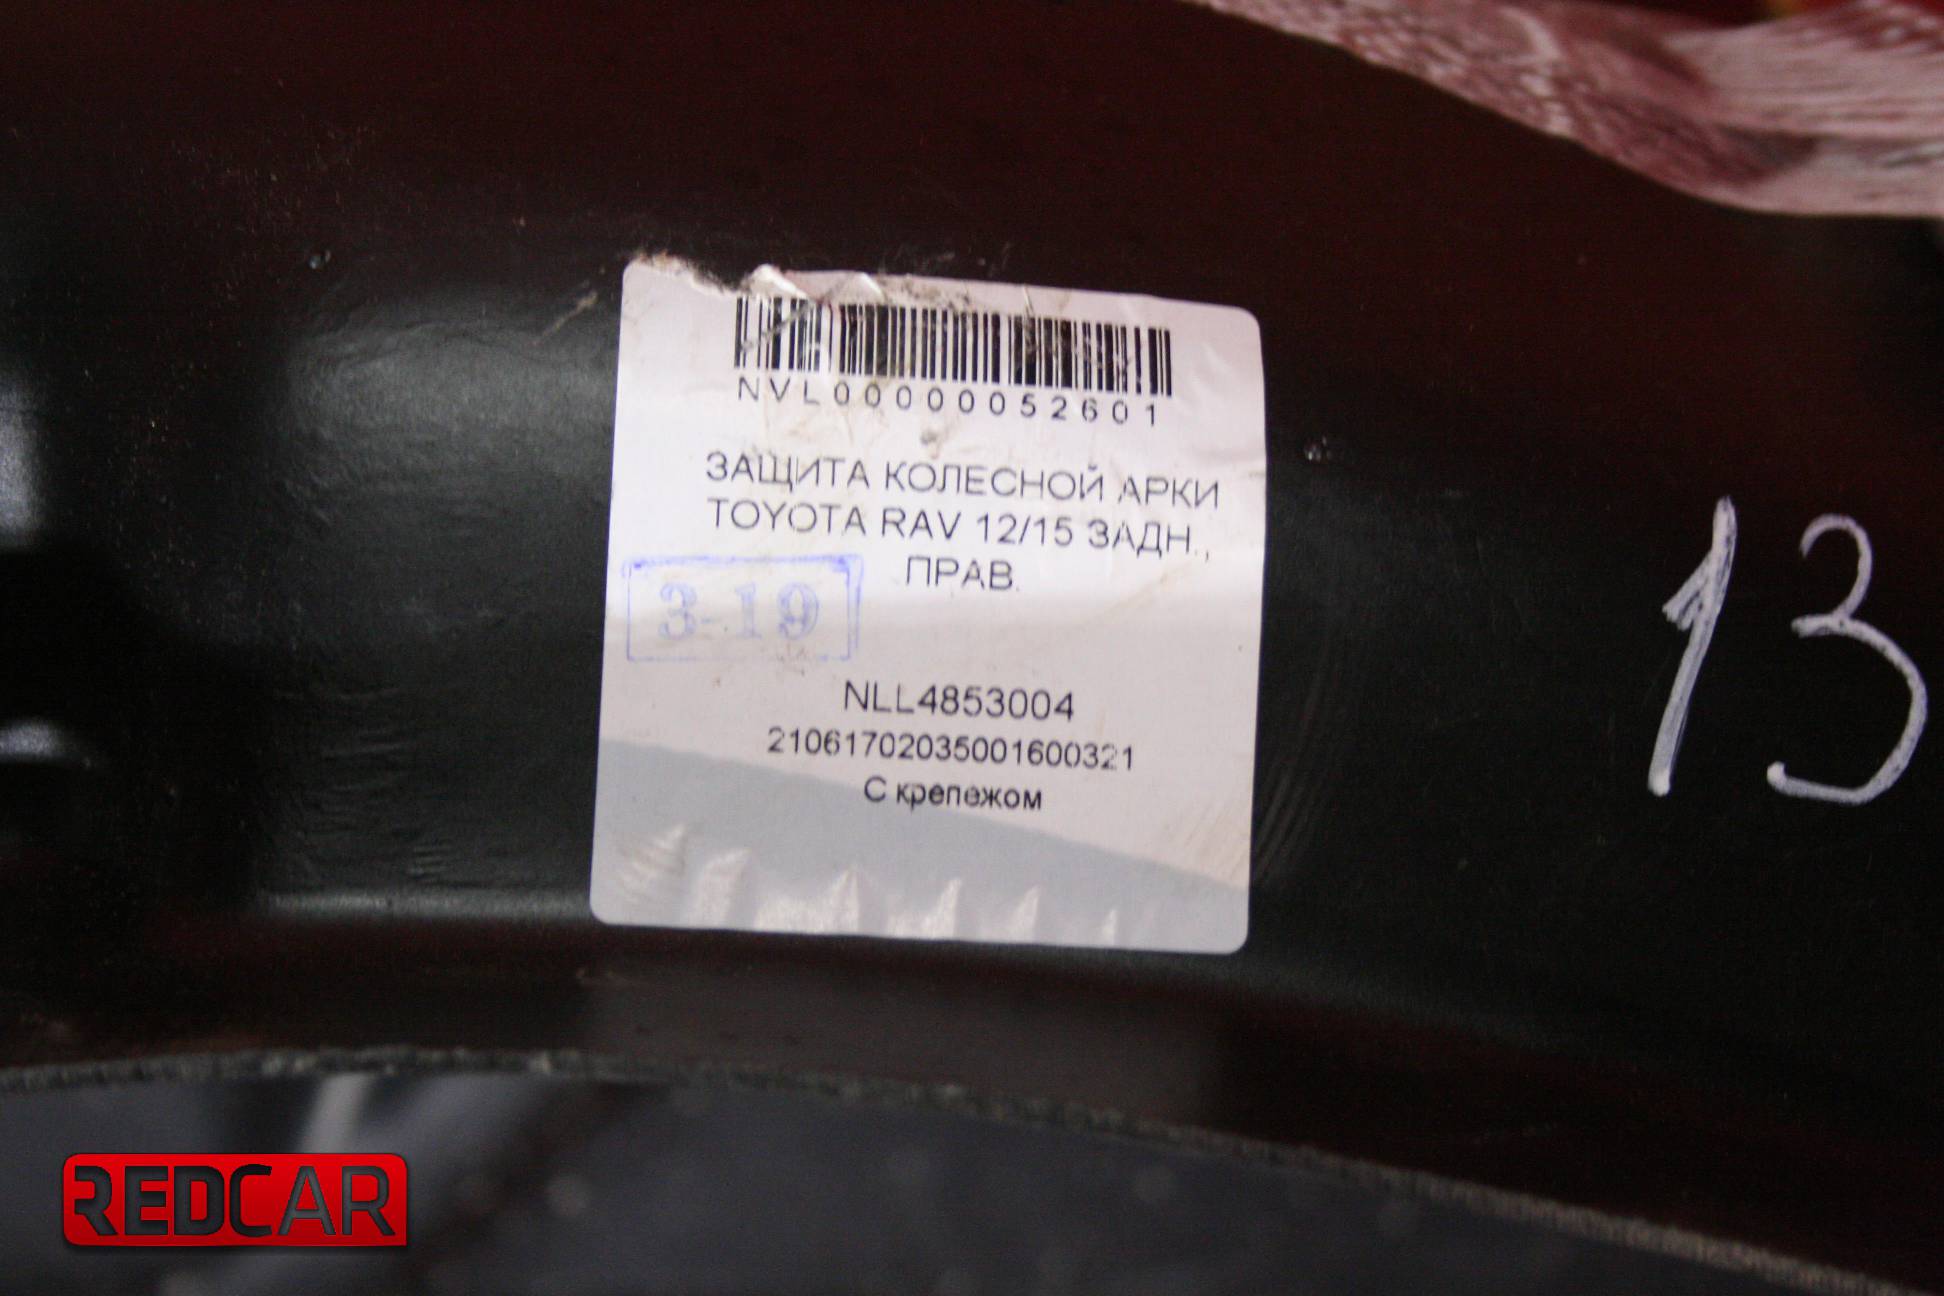 NVL00000052601
ЗАЩИТА КОЛЕСНОЙ АРКИ
TOYOTA RAV 12/15 ЗАДН.,
ПРАВ.
3-19
NLL4853004
21061702035001600321
С крепежом
13
REDCAR